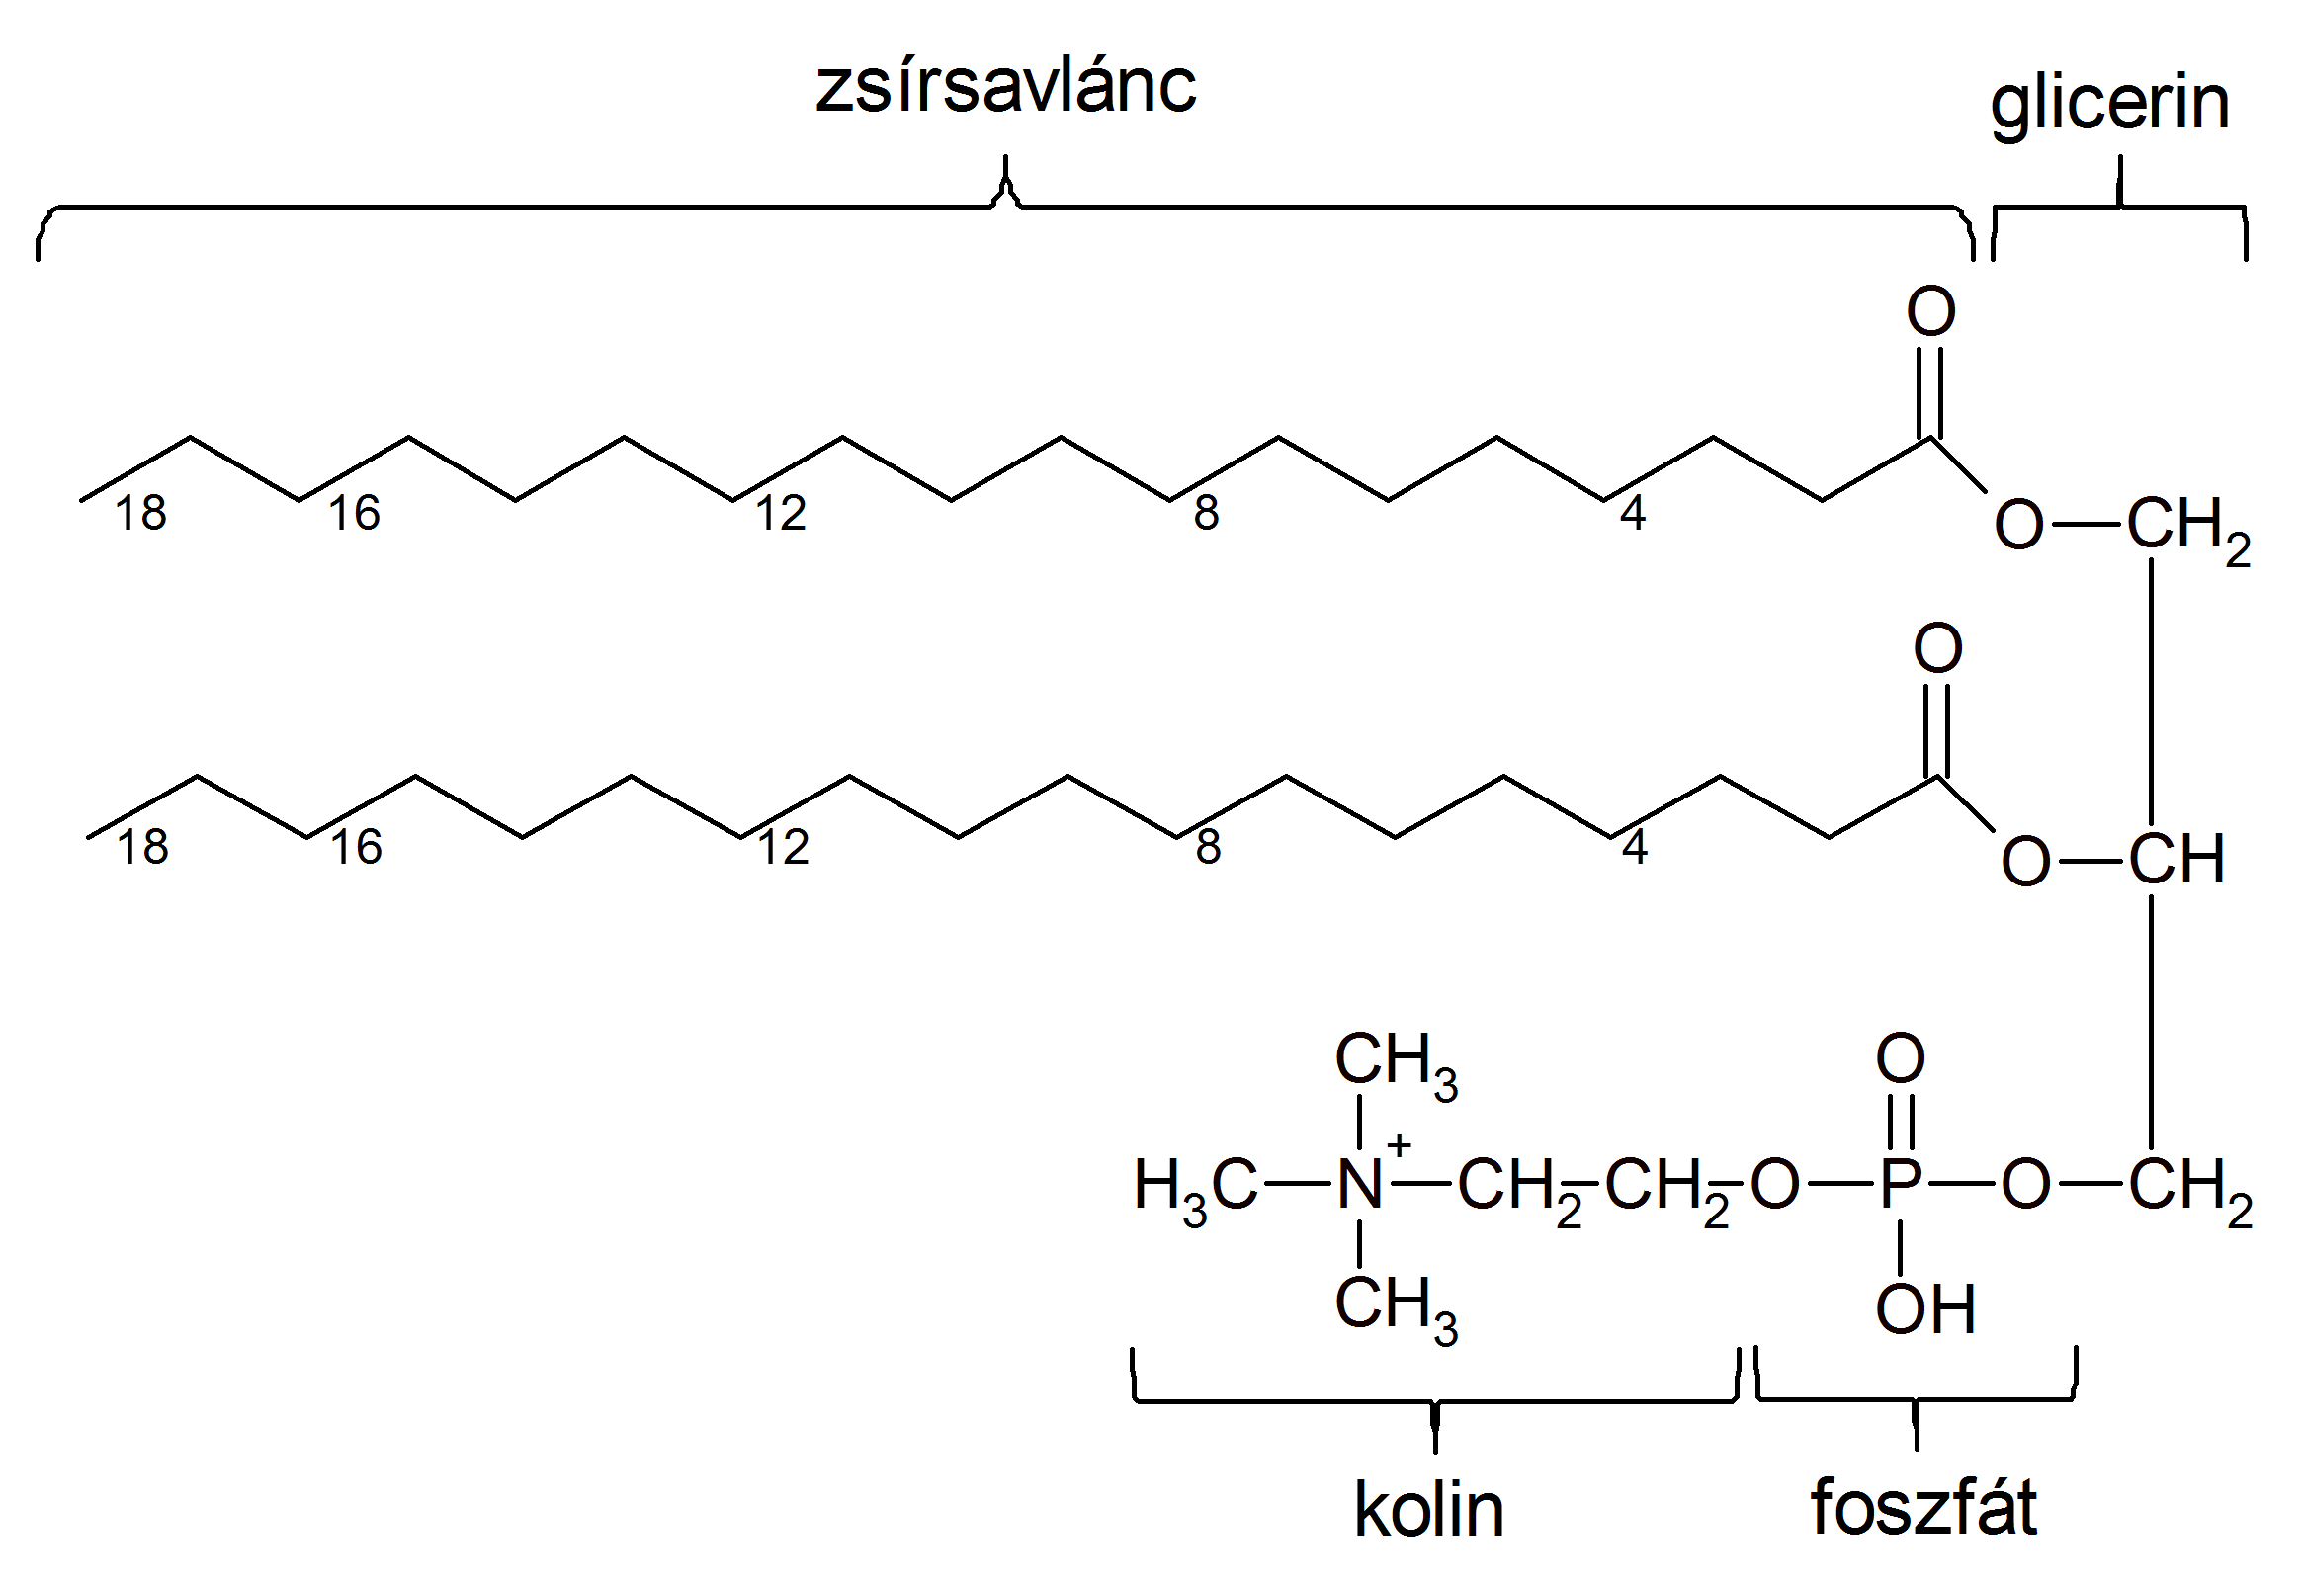 zsírsavlánc
glicerin
O
18 16 12 8 4
O CH2
O
18 16 12 8 4
O CH
CH3 O
H3C N+ CH2 CH2 O P O CH2
CH3 OH
kolin foszfát